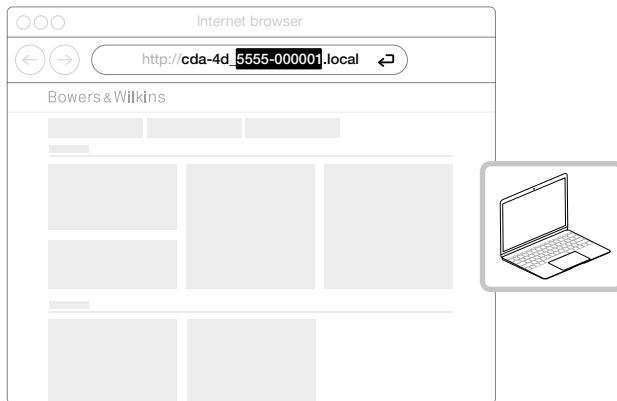 Internet browser
http://cda-4d_5555-000001.local
Bowers & Wilkins